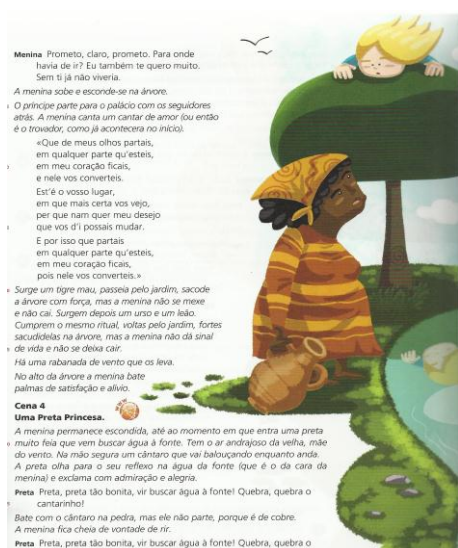 Menina Prometo, claro, prometo. Para onde
havia de ir? Eu também te quero muito.
Sem ti já não viveria.
A menina sobe e esconde-se na árvore.
O príncipe parte para o palácio com os seguidores
atrás. A menina canta um cantar de amor (ou então
é o trovador, como já acontecera no início).
«Que de meus olhos partais,
em qualquer parte qu'esteis,
em meu coração ficais,
e nele vos converteis.
Est'é o vosso lugar,
em que mais certa vos vejo,
per que nam quer meu desejo
que vos d'i possais mudar.
E por isso que partais
em qualquer parte qu'esteis,
em meu coração ficais,
pois nele vos converteis.»
Surge um tigre mau, passeia pelo jardim, sacode
a árvore com força, mas a menina não se mexe
e não cai. Surgem depois um urso e um leão.
Cumprem o mesmo ritual, voltas pelo jardim, fortes
sacudidelas na árvore, mas a menina não dá sinal
de vida e não se deixa cair.
Há uma rabanada de vento que os leva.
No alto da árvore a menina bate
palmas de satisfação e alívio.
Cena 4
Uma Preta Princesa.
A menina permanece escondida, até ao momento em que entra uma preta
muito feia que vem buscar água à fonte. Tem o ar andrajoso da velha, mãe
do vento. Na mão segura um cântaro que vai balouçando enquanto anda.
A preta olha para o seu reflexo na água da fonte (que é o da cara da
menina) e exclama com admiração e alegria.
Preta Preta, preta tão bonita, vir buscar água à fonte! Quebra, quebra o
cantarinho!
Bate com o cântaro na pedra, mas ele não parte, porque é de cobre.
A menina fica cheia de vontade de rir.
Preta Preta, preta tão bonita, vir buscar água à fonte! Quebra, quebra o